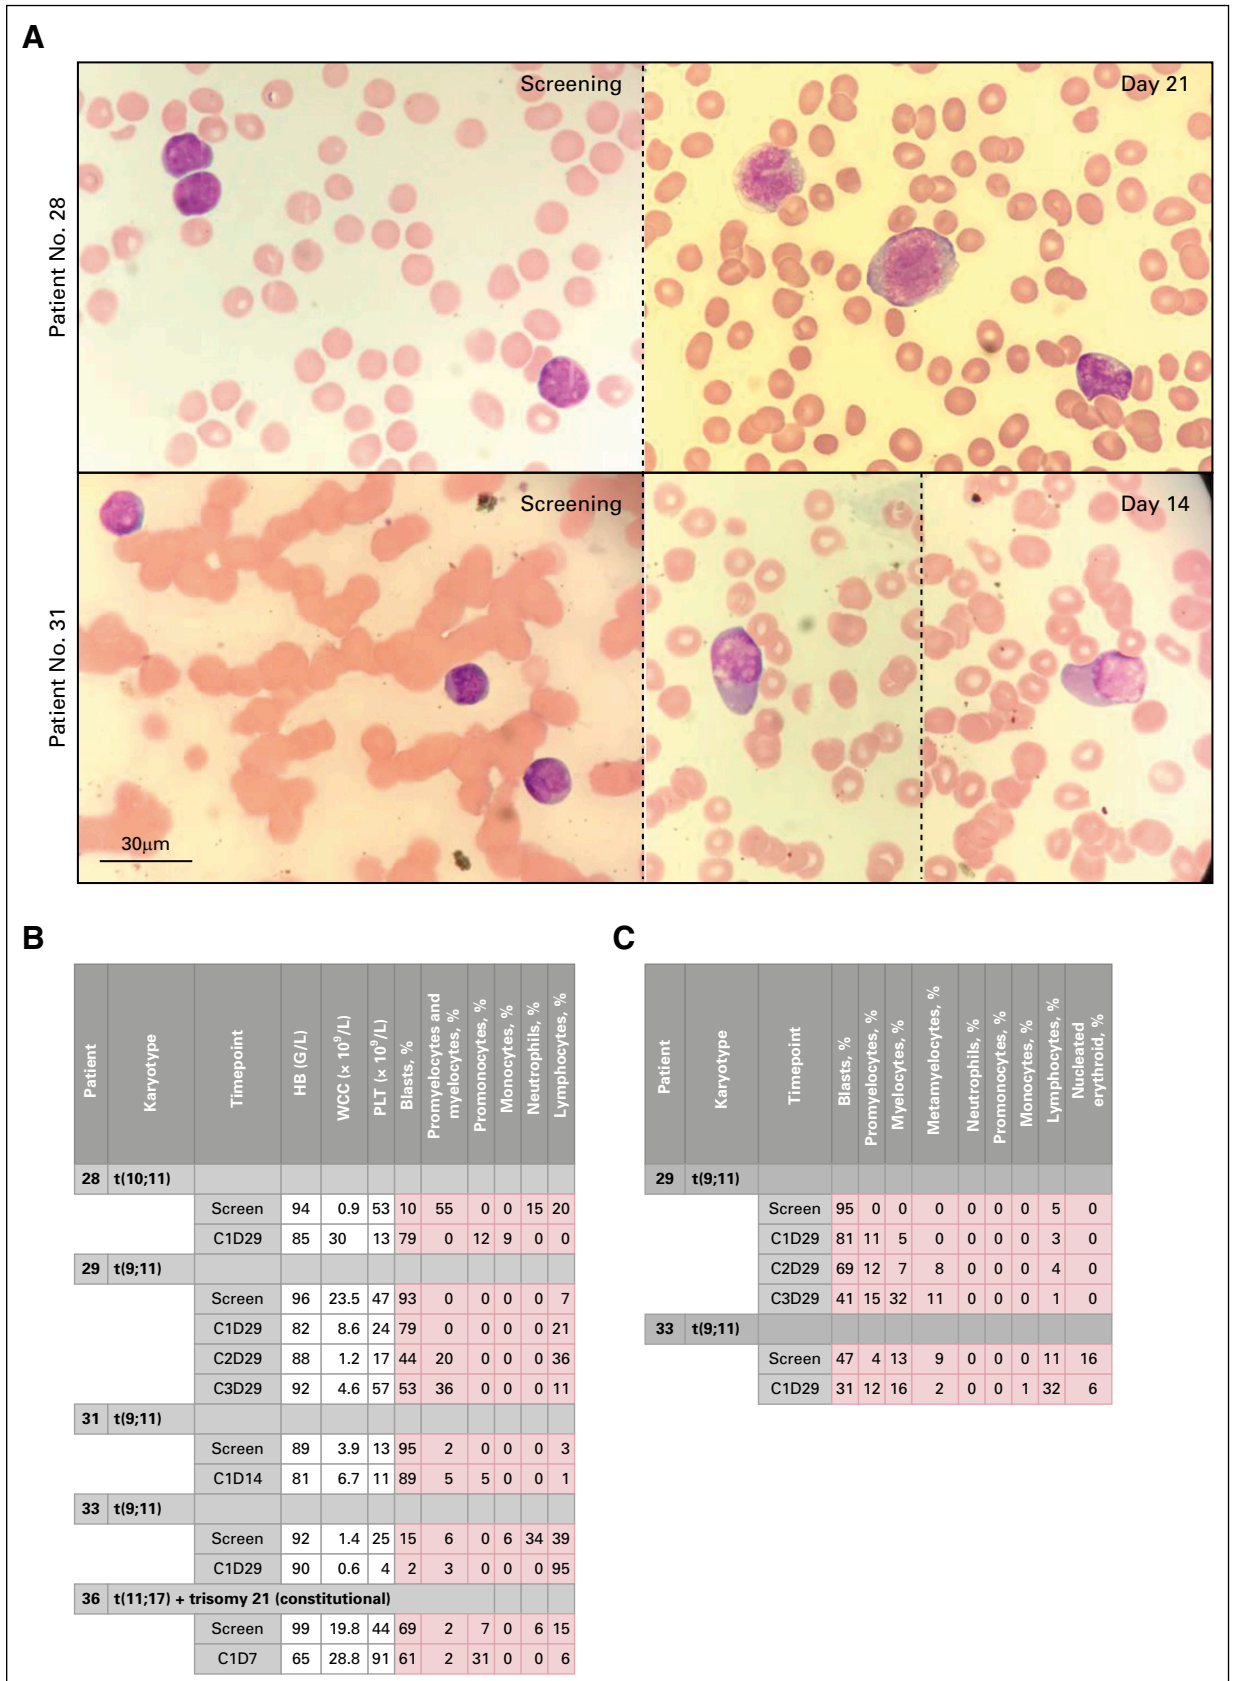 A
Screening
Day 21
Patient No. 28
Screening
Day 14
Patient No. 31
30μm
B
Patient Karyotype Timepoint HB (G/L) WCC (× 10⁹/L) PLT (× 10⁹/L) Blasts, % Promyelocytes and myelocytes, % Promonocytes, % Monocytes, % Neutrophils, % Lymphocytes, %
28 t(10;11)
Screen 94 0.9 53 10 55 0 0 15 20
C1D29 85 30 13 79 0 12 9 0 0
29 t(9;11)
Screen 96 23.5 47 93 0 0 0 0 7
C1D29 82 8.6 24 79 0 0 0 0 21
C2D29 88 1.2 17 44 20 0 0 0 36
C3D29 92 4.6 57 53 36 0 0 0 11
31 t(9;11)
Screen 89 3.9 13 95 2 0 0 0 3
C1D14 81 6.7 11 89 5 5 0 0 1
33 t(9;11)
Screen 92 1.4 25 15 6 0 6 34 39
C1D29 90 0.6 4 2 3 0 0 0 95
36 t(11;17) + trisomy 21 (constitutional)
Screen 99 19.8 44 69 2 7 0 6 15
C1D7 65 28.8 91 61 2 31 0 0 6
C
Patient Karyotype Timepoint Blasts, % Promyelocytes, % Myelocytes, % Metamyelocytes, % Neutrophils, % Promonocytes, % Monocytes, % Lymphocytes, % Nucleated erythroid, %
29 t(9;11)
Screen 95 0 0 0 0 0 0 5 0
C1D29 81 11 5 0 0 0 0 3 0
C2D29 69 12 7 8 0 0 0 4 0
C3D29 41 15 32 11 0 0 0 1 0
33 t(9;11)
Screen 47 4 13 9 0 0 0 11 16
C1D29 31 12 16 2 0 0 1 32 6